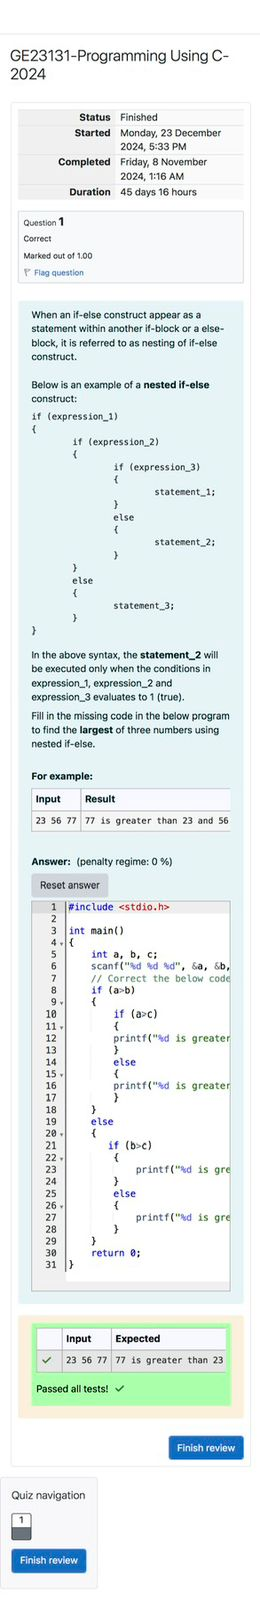 GE23131-Programming Using C-
2024
Status Finished
Started Monday, 23 December
2024, 5:33 PM
Completed Friday, 8 November
2024, 1:16 AM
Duration 45 days 16 hours
Question 1
Correct
Marked out of 1.00
Flag question
When an if-else construct appear as a
statement within another if-block or a else-
block, it is referred to as nesting of if-else
construct.
Below is an example of a nested if-else
construct:
if (expression_1)
{
if (expression_2)
{
if (expression_3)
{
statement_1;
}
else
{
statement_2;
}
}
else
{
statement_3;
}
}
In the above syntax, the statement_2 will
be executed only when the conditions in
expression_1, expression_2 and
expression_3 evaluates to 1 (true).
Fill in the missing code in the below program
to find the largest of three numbers using
nested if-else.
For example:
Input Result
23 56 77 77 is greater than 23 and 56
Answer: (penalty regime: 0 %)
Reset answer
1 #include <stdio.h>
2
3 int main()
4 {
5 int a, b, c;
6 scanf("%d %d %d", &a, &b,
7 // Correct the below code
8 if (a>b)
9 {
10 if (a>c)
11 {
12 printf("%d is greater
13 }
14 else
15 {
16 printf("%d is greater
17 }
18 }
19 else
20 {
21 if (b>c)
22 {
23 printf("%d is gre
24 }
25 else
26 {
27 printf("%d is gre
28 }
29 }
30 return 0;
31 }
Input Expected
23 56 77 77 is greater than 23
Passed all tests!
Finish review
Quiz navigation
1
Finish review